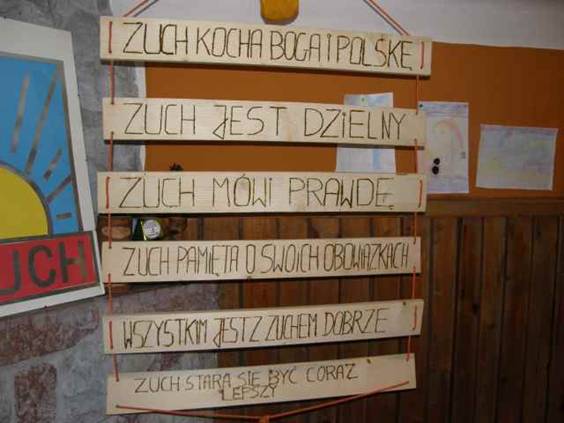 ZUCH KOCHA BOGA I POLSKĘ
ZUCH JEST DZIELNY
ZUCH MÓWI PRAWDĘ
ZUCH PAMIĘTA O SWOICH OBOWIĄZKACH
WSZYSTKIM JEST Z ZUCHEM DOBRZE
ZUCH STARA SIĘ BYĆ CORAZ
LEPSZY
UCH